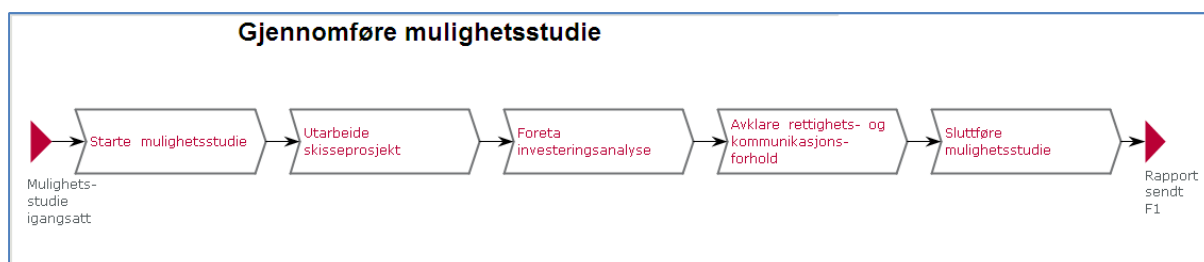 Gjennomføre mulighetsstudie
Starte mulighetsstudie
Utarbeide
skisseprosjekt
Foreta
investeringsanalyse
Avklare rettighets- og
kommunikasjons-
forhold
Sluttføre
mulighetsstudie
Mulighets-
studie
igangsatt
Rapport
sendt
F1